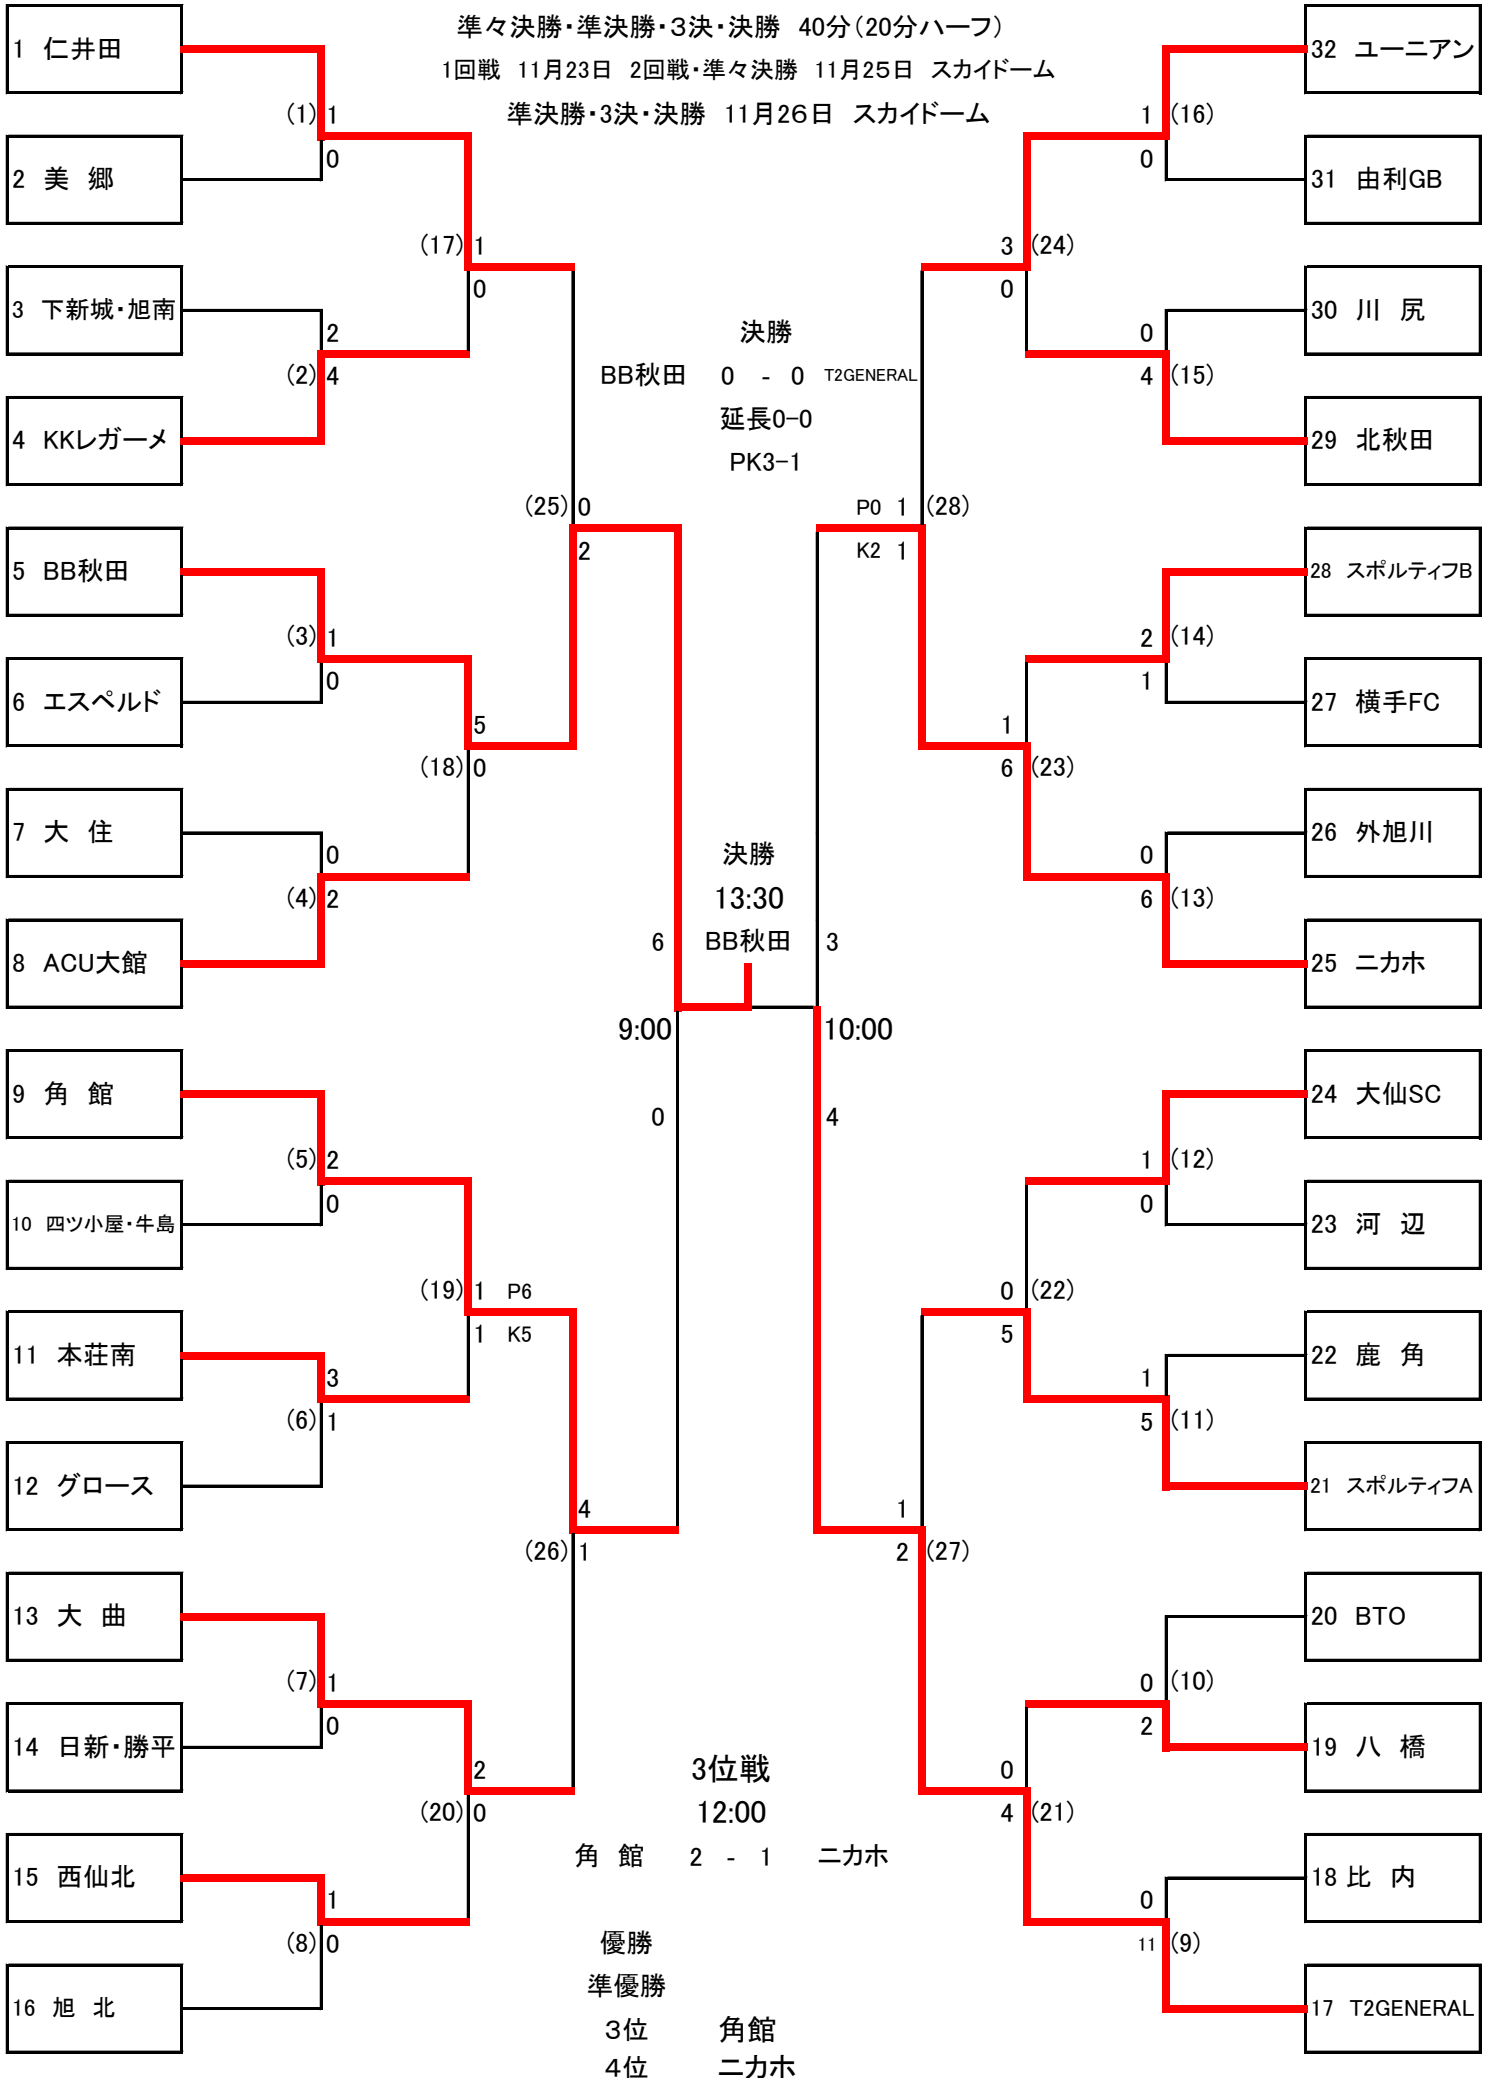 準々決勝・準決勝・3決・決勝 40分(20分ハーフ)
1回戦 11月23日 2回戦・準々決勝 11月25日 スカイドーム
準決勝・3決・決勝 11月26日 スカイドーム
1 仁井田
(1) 1
0
2 美 郷
(17) 1
0
3 下新城・旭南
2
(2) 4
4 KKレガーメ
(25) 0
2
5 BB秋田
(3) 1
0
6 エスペルド
5
(18) 0
7 大 住
0
(4) 2
8 ACU大館
6
9:00
0
9 角 館
(5) 2
0
10 四ツ小屋・牛島
(19) 1 P6
1 K5
11 本荘南
3
(6) 1
12 グロース
4
(26) 1
13 大 曲
(7) 1
0
14 日新・勝平
2
(20) 0
15 西仙北
1
(8) 0
16 旭 北
決勝
BB秋田 0 - 0 T2GENERAL
延長0-0
PK3-1
決勝
13:30
BB秋田
3位戦
12:00
角 館 2 - 1 ニカホ
優勝
準優勝
3位 角館
4位 ニカホ
32 ユーニアン
1 (16)
0
31 由利GB
3 (24)
0
30 川 尻
0
4 (15)
29 北秋田
P0 1 (28)
K2 1
28 スポルティフB
2 (14)
1
27 横手FC
1
6 (23)
26 外旭川
0
6 (13)
25 ニカホ
3
10:00
4
24 大仙SC
1 (12)
0
23 河 辺
0 (22)
5
22 鹿 角
1
5 (11)
21 スポルティフA
1
2 (27)
20 BTO
0 (10)
2
19 八 橋
0
4 (21)
18 比 内
0
11 (9)
17 T2GENERAL